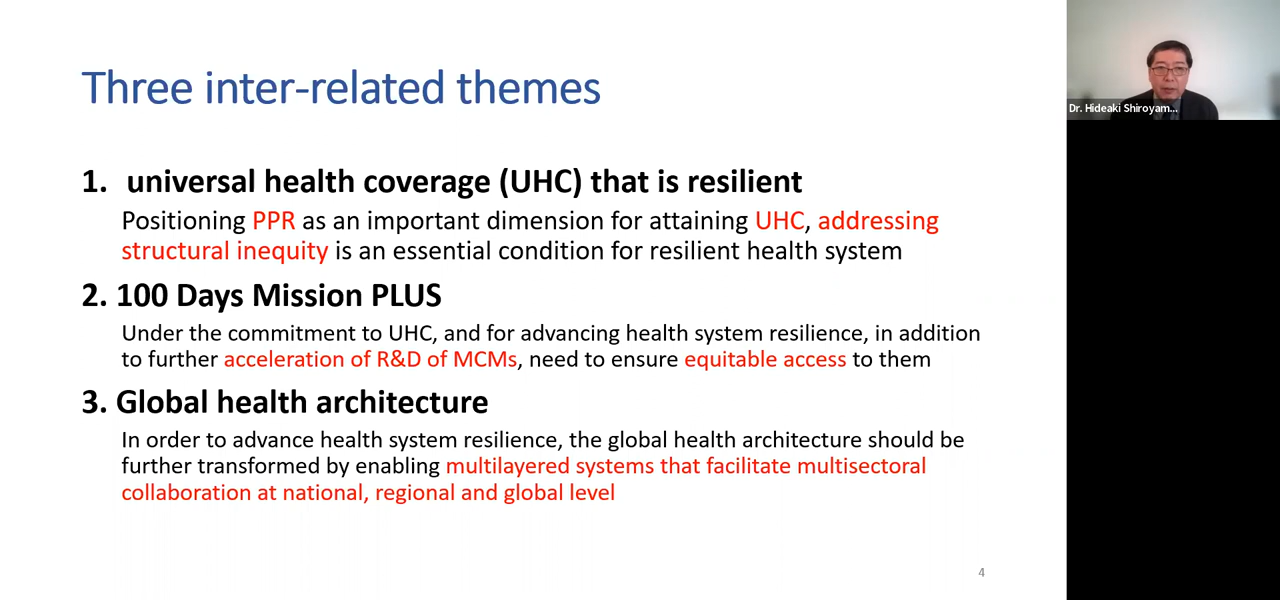 Three inter-related themes
Dr. Hideaki Shiroyam...
1. universal health coverage (UHC) that is resilient
Positioning PPR as an important dimension for attaining UHC, addressing
structural inequity is an essential condition for resilient health system
2. 100 Days Mission PLUS
Under the commitment to UHC, and for advancing health system resilience, in addition
to further acceleration of R&D of MCMs, need to ensure equitable access to them
3. Global health architecture
In order to advance health system resilience, the global health architecture should be
further transformed by enabling multilayered systems that facilitate multisectoral
collaboration at national, regional and global level
4